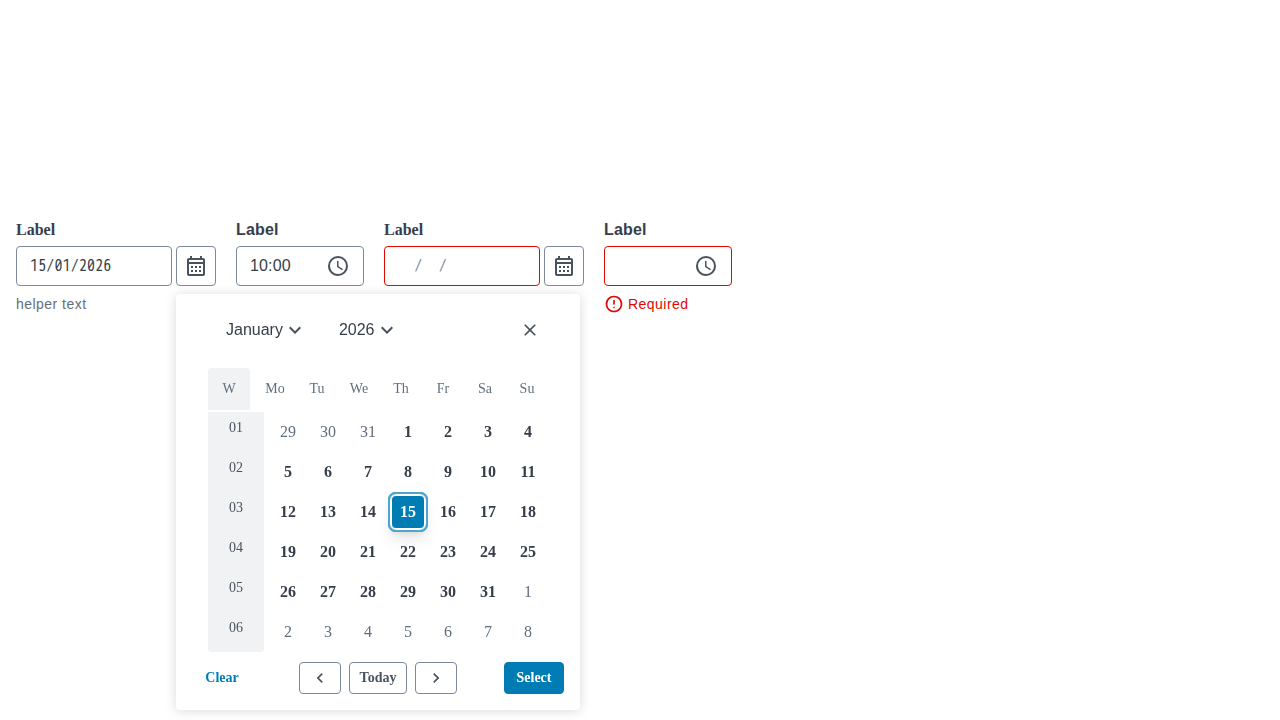 Label Label Label Label
15/01/2026 10:00 / /
helper text Required
January 2026
W Mo Tu We Th Fr Sa Su
01 29 30 31 1 2 3 4
02 5 6 7 8 9 10 11
03 12 13 14 15 16 17 18
04 19 20 21 22 23 24 25
05 26 27 28 29 30 31 1
06 2 3 4 5 6 7 8
Clear Today Select